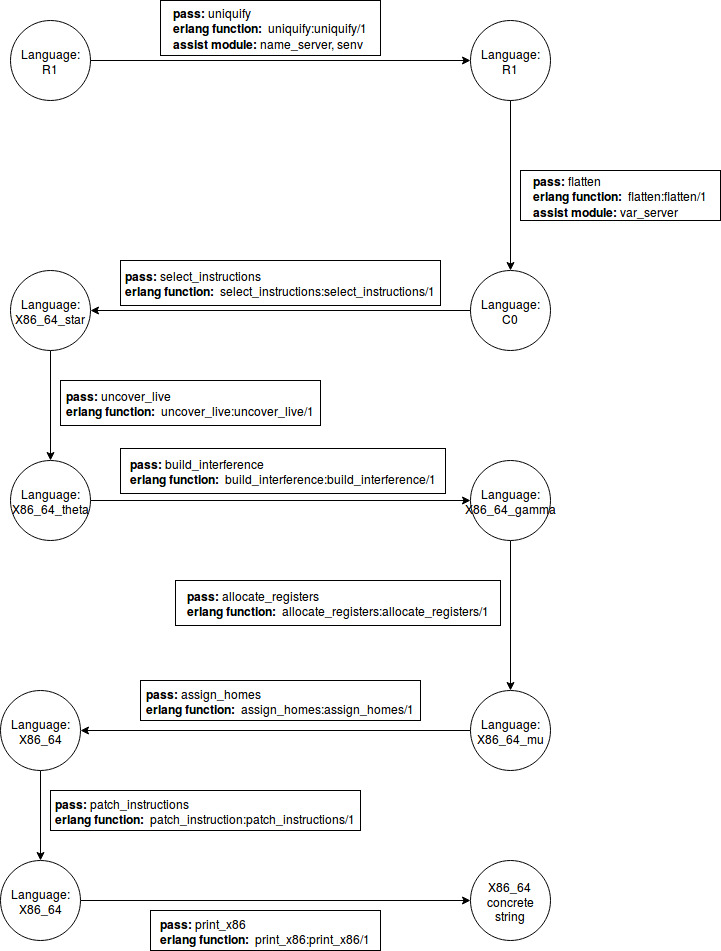 pass: uniquify
erlang function: uniquify:uniquify/1
assist module: name_server, senv
Language:
R1
Language:
R1
pass: flatten
erlang function: flatten:flatten/1
assist module: var_server
pass: select_instructions
erlang function: select_instructions:select_instructions/1
Language:
X86_64_star
Language:
C0
pass: uncover_live
erlang function: uncover_live:uncover_live/1
pass: build_interference
erlang function: build_interference:build_interference/1
Language:
X86_64_theta
Language:
X86_64_gamma
pass: allocate_registers
erlang function: allocate_registers:allocate_registers/1
pass: assign_homes
erlang function: assign_homes:assign_homes/1
Language:
X86_64
Language:
X86_64_mu
pass: patch_instructions
erlang function: patch_instruction:patch_instructions/1
Language:
X86_64
X86_64
concrete
string
pass: print_x86
erlang function: print_x86:print_x86/1